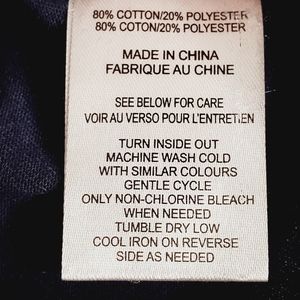 80% COTTON/20% POLYESTER
80% COTON/20% POLYESTER
MADE IN CHINA
FABRIQUE AU CHINE
SEE BELOW FOR CARE
VOIR AU VERSO POUR L'ENTRETIEN
TURN INSIDE OUT
MACHINE WASH COLD
WITH SIMILAR COLOURS
GENTLE CYCLE
ONLY NON-CHLORINE BLEACH
WHEN NEEDED
TUMBLE DRY LOW
COOL IRON ON REVERSE
SIDE AS NEEDED